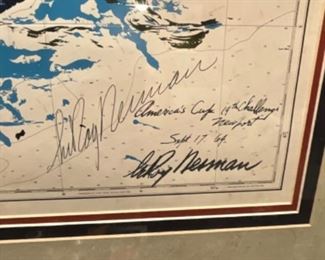 LeRoy Neiman
America's Cup 19th Challenge
Newport
Sept 17 '64
LeRoy Neiman